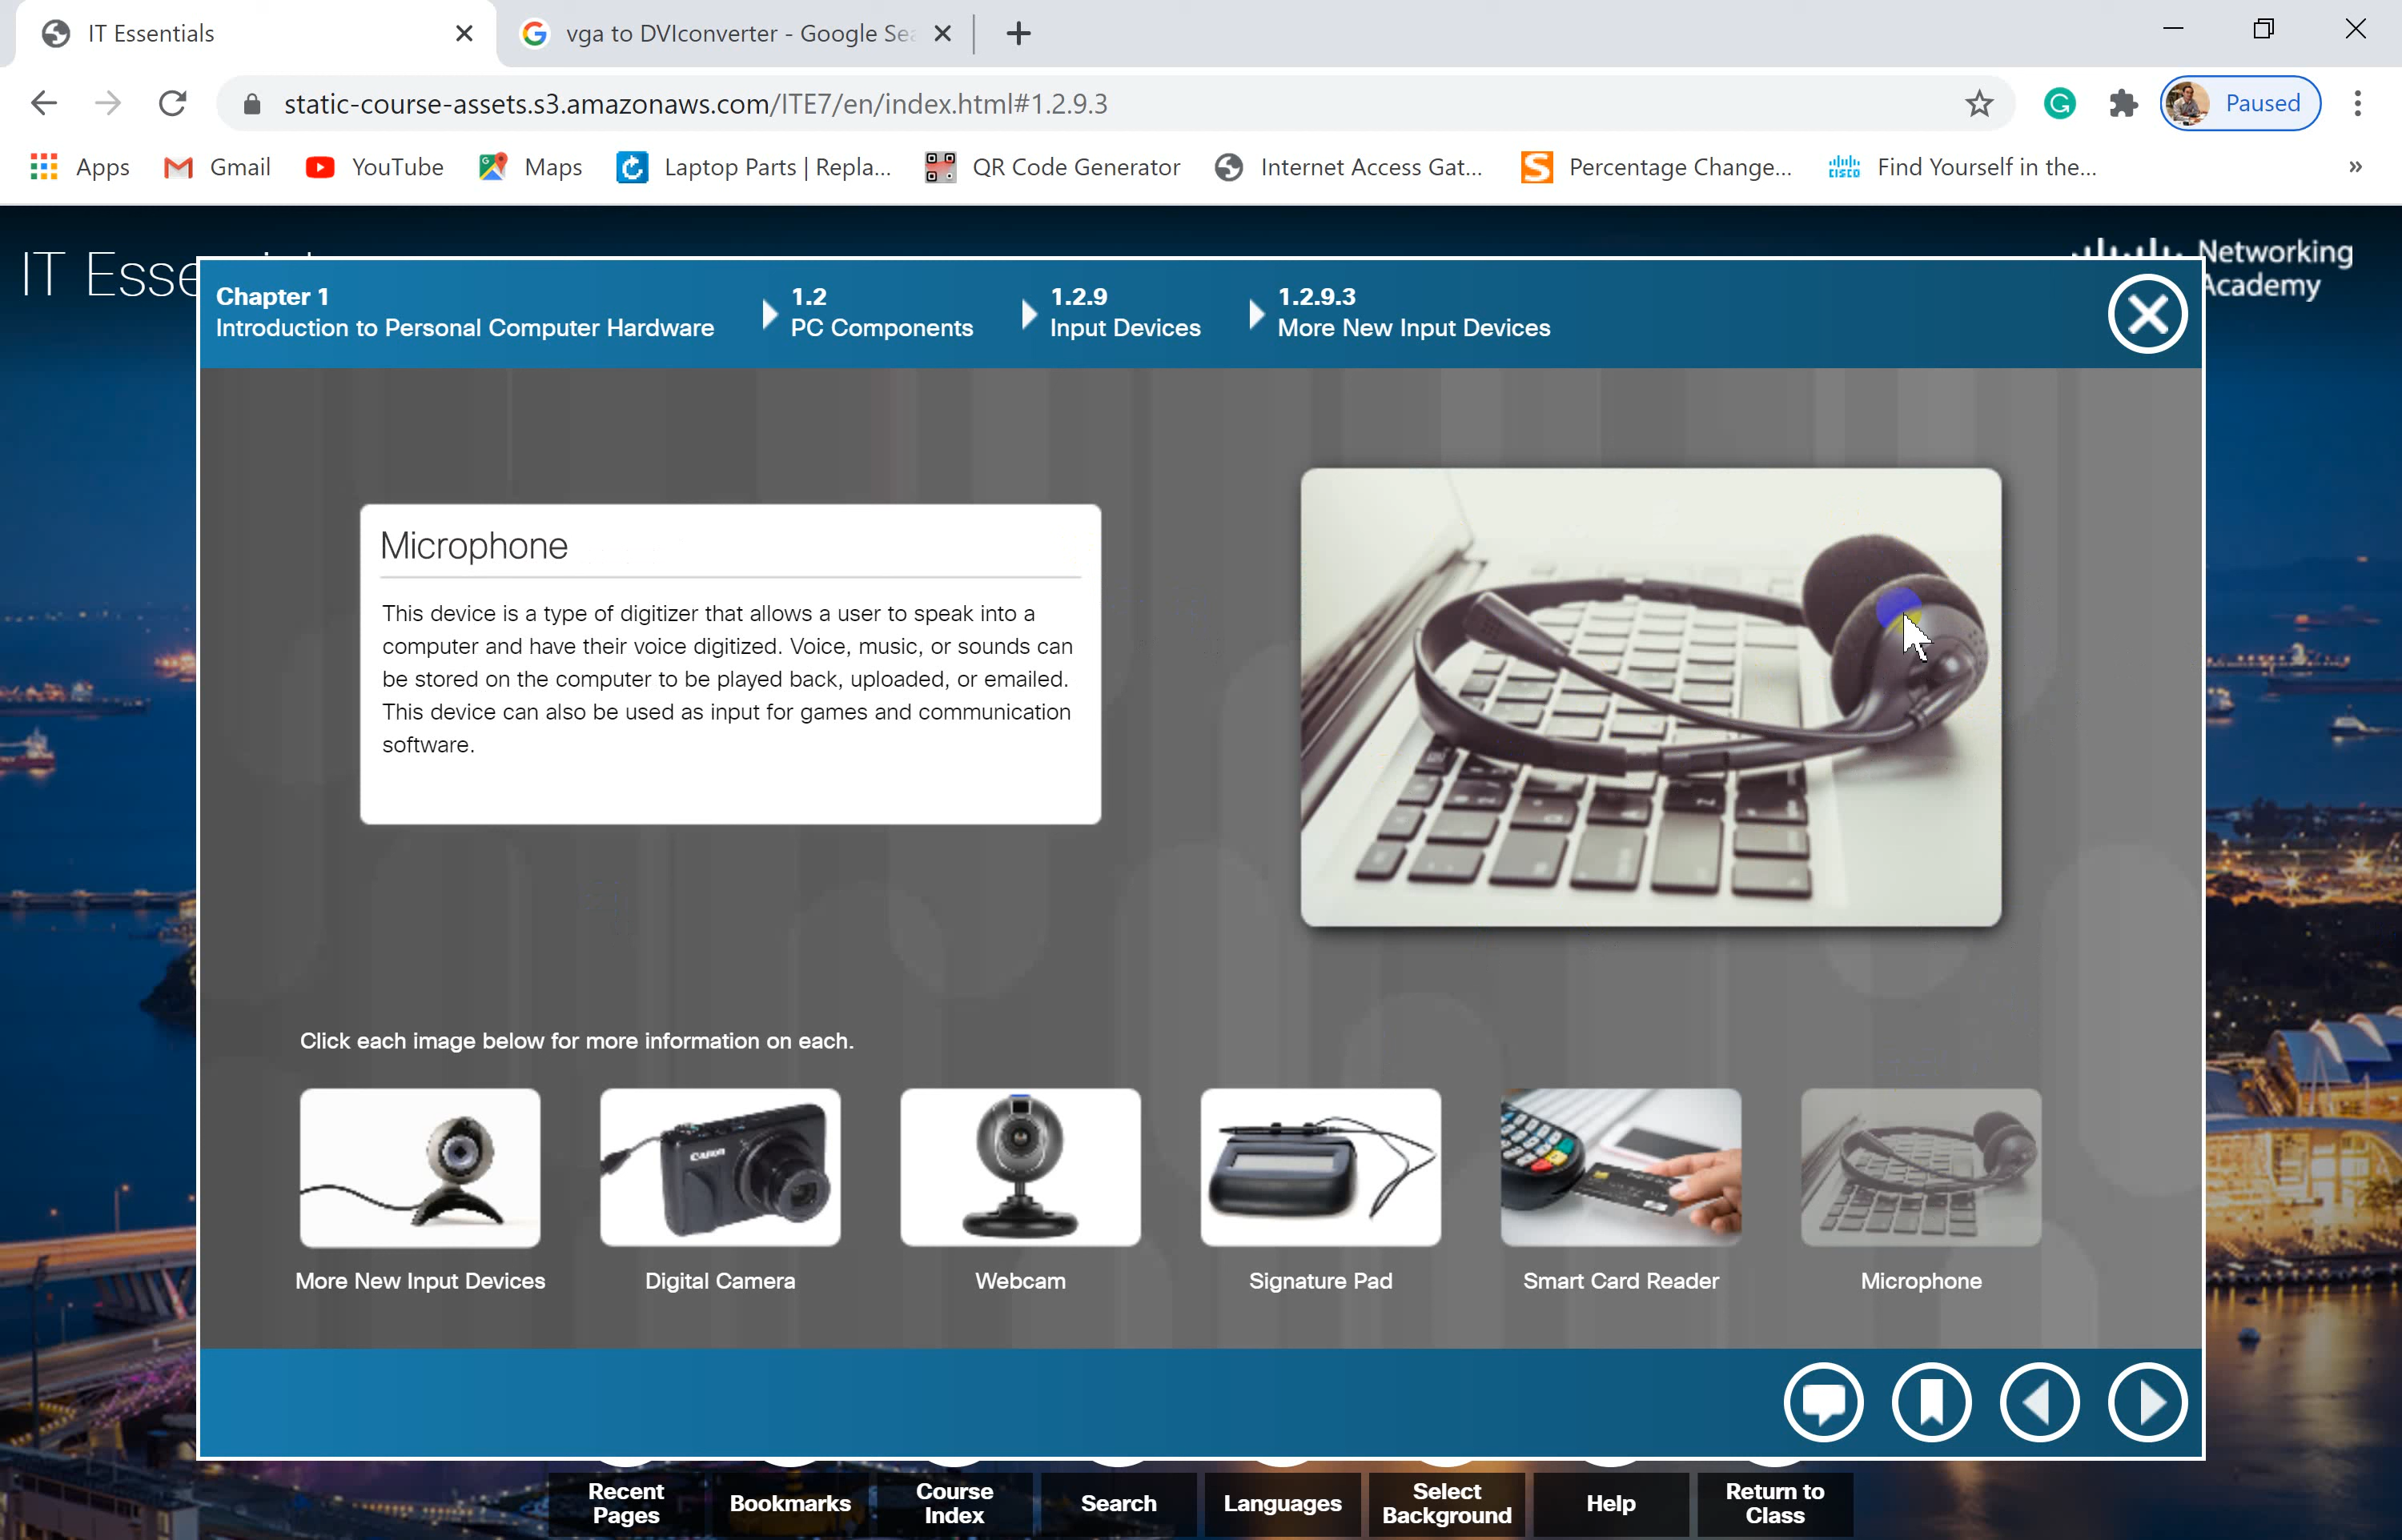 IT Essentials
vga to DVIconverter - Google Sea
static-course-assets.s3.amazonaws.com/ITE7/en/index.html#1.2.9.3
Paused
Apps
Gmail
YouTube
Maps
Laptop Parts | Repla...
QR Code Generator
Internet Access Gat...
Percentage Change...
CISCO
Find Yourself in the...
»
IT Esse
Networking
Academy
Chapter 1
Introduction to Personal Computer Hardware
1.2
PC Components
1.2.9
Input Devices
1.2.9.3
More New Input Devices
Microphone
This device is a type of digitizer that allows a user to speak into a
computer and have their voice digitized. Voice, music, or sounds can
be stored on the computer to be played back, uploaded, or emailed.
This device can also be used as input for games and communication
software.
Click each image below for more information on each.
Canon
More New Input Devices
Digital Camera
Webcam
Signature Pad
Smart Card Reader
Microphone
Recent
Pages
Bookmarks
Course
Index
Search
Languages
Select
Background
Help
Return to
Class